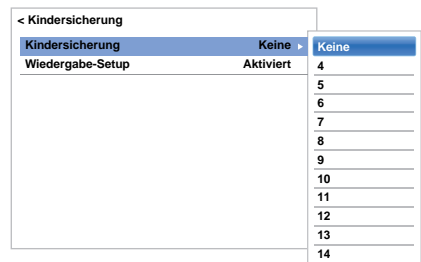 < Kindersicherung
Kindersicherung Keine
Wiedergabe-Setup Aktiviert
Keine
4
5
6
7
8
9
10
11
12
13
14